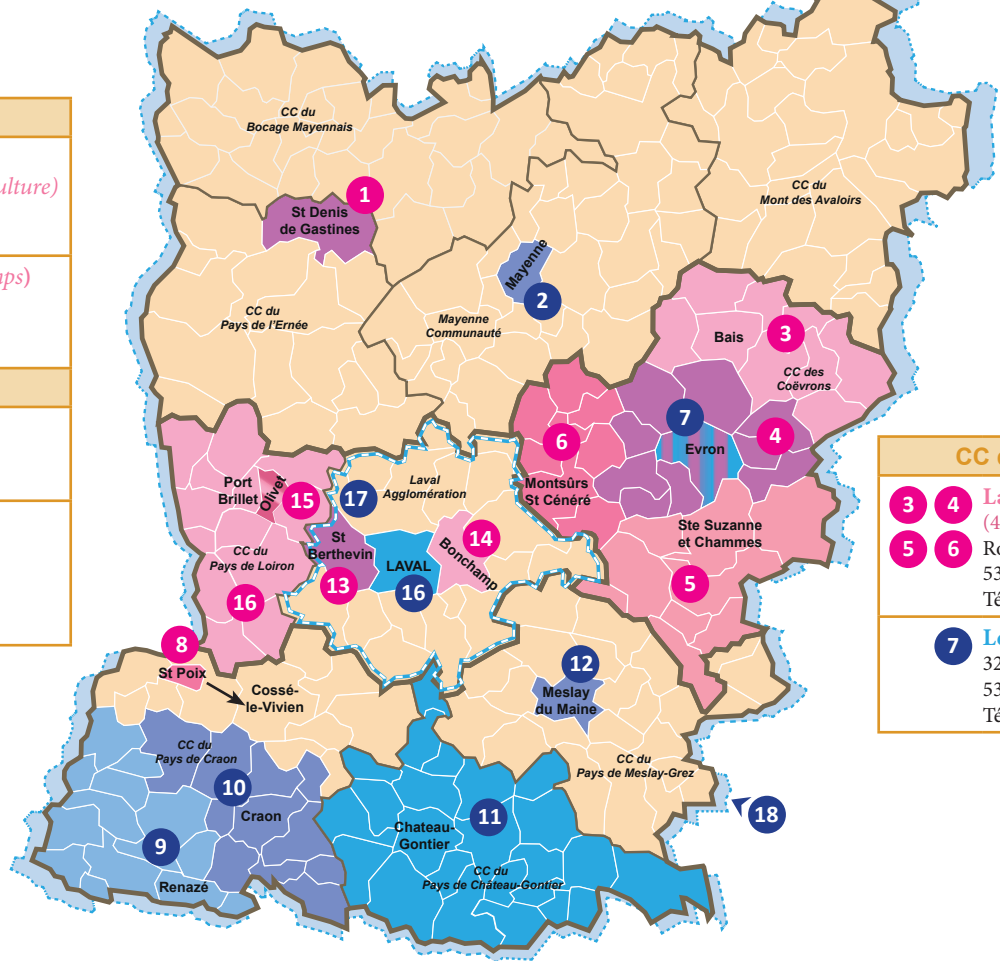 CC du
Bocage Mayennais
ulture)
1
St Denis
de Gastines
CC du
Mont des Avaloirs
Mayenne
2
mps)
CC du
Pays de l'Ernée
Mayenne
Communauté
Bais
3
CC des
Coëvrons
7
4
Evron
6
Montsûrs
St Cénéré
Laval
Agglomération
17
Port
Brillet
Olivet
15
Ste Suzanne
et Chammes
5
St
Berthevin
13
LAVAL
16
14
Bonchamp
CC du
Pays de Loiron
16
8
St Poix
Cossé-
le-Vivien
12
Meslay
du Maine
CC du
Pays de Craon
10
Craon
9
Renazé
CC du
Pays de Meslay-Grez
18
Chateau-
Gontier
11
CC du
Pays de Château-Gontier
CC
3 4
(4
5 6
53
Té
7
32
53
Té